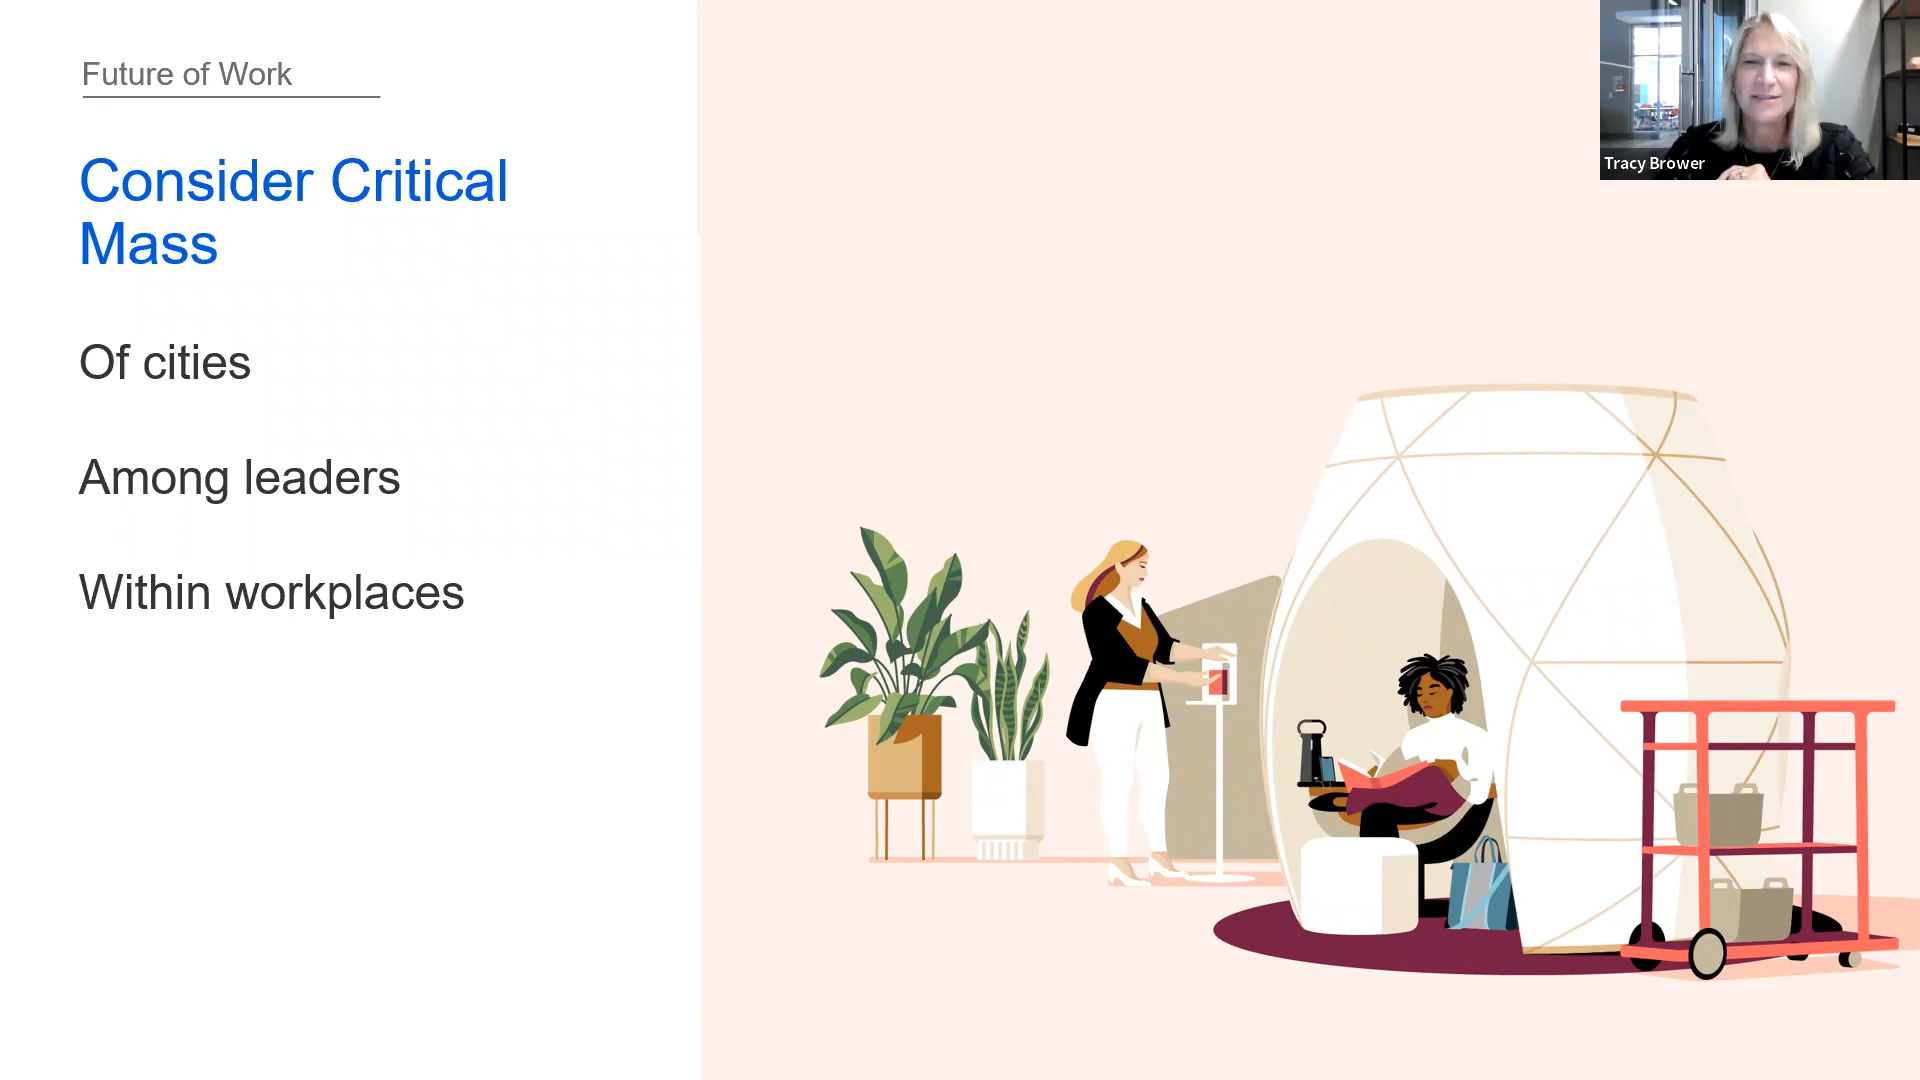 Future of Work
Consider Critical
Mass
Of cities
Among leaders
Within workplaces
Tracy Brower